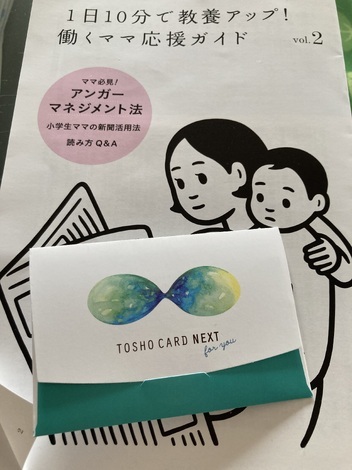 1日10分で教養アップ!
働くママ応援ガイド vol.2
ママ必見!
アンガー
マネジメント法
小学生ママの新聞活用法
読み方 Q&A
TOSHO CARD NEXT
for you